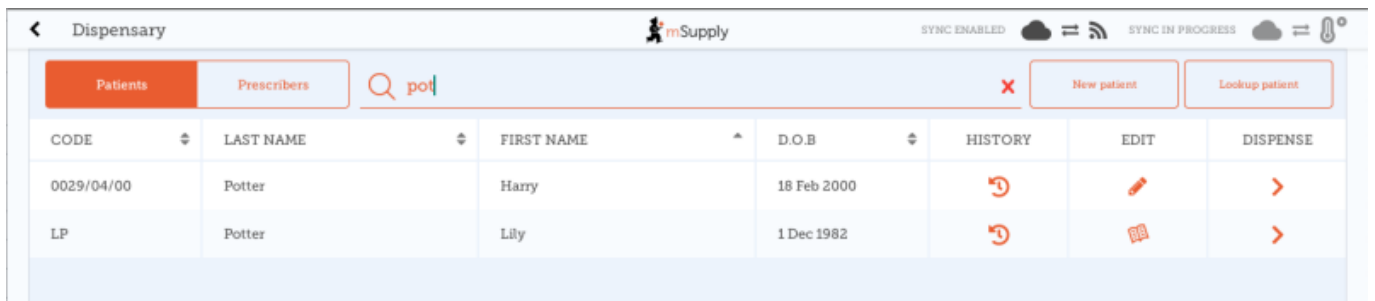 Dispensary mSupply SYNC ENABLED SYNC IN PROGRESS
Patients Prescribers pot New patient Lookup patient
CODE LAST NAME FIRST NAME D.O.B HISTORY EDIT DISPENSE
0029/04/00 Potter Harry 18 Feb 2000
LP Potter Lily 1 Dec 1982